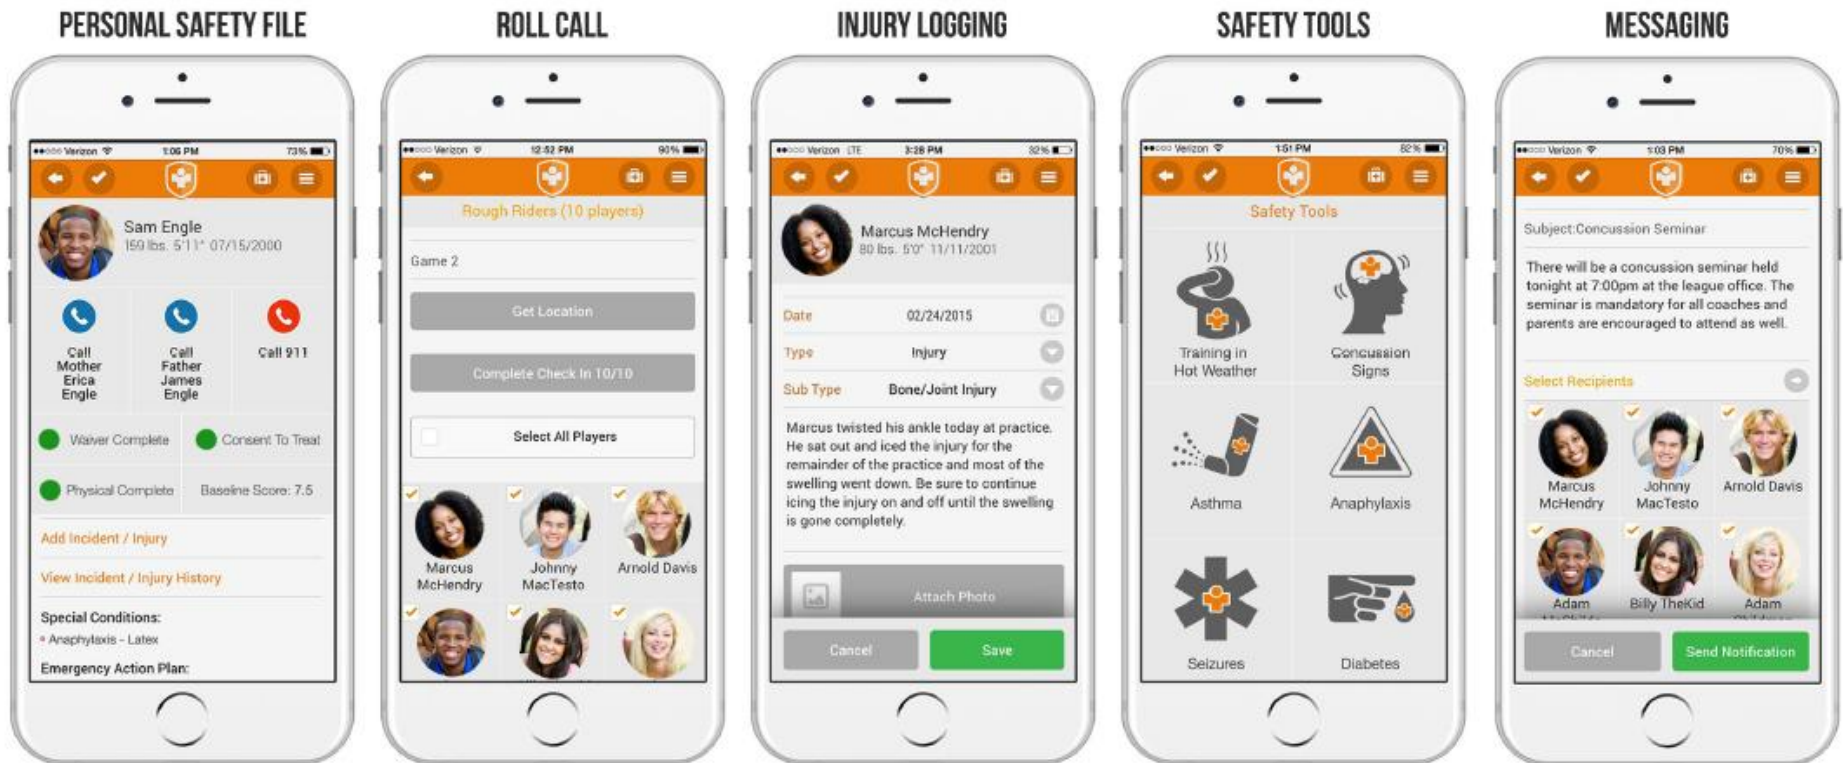 PERSONAL SAFETY FILE
Verizon
1:06 PM
73%
Sam Engle
159 lbs. 5'11" 07/15/2000
Call
Mother
Erica
Engle
Call
Father
James
Engle
Call 911
Waiver Complete
Consent To Treat
Physical Complete
Baseline Score: 7.5
Add Incident / Injury
View Incident / Injury History
Special Conditions:
Anaphylaxis - Latex
Emergency Action Plan:
ROLL CALL
Verizon
12:52 PM
90%
Rough Riders (10 players)
Game 2
Get Location
Complete Check In 10/10
Select All Players
Marcus
McHendry
Johnny
MacTesto
Arnold Davis
INJURY LOGGING
Verizon LTE
3:28 PM
32%
Marcus McHendry
80 lbs. 5'0" 11/11/2001
Date
02/24/2015
Type
Injury
Sub Type
Bone/Joint Injury
Marcus twisted his ankle today at practice.
He sat out and iced the injury for the
remainder of the practice and most of the
swelling went down. Be sure to continue
icing the injury on and off until the swelling
is gone completely.
Attach Photo
Cancel
Save
SAFETY TOOLS
Verizon
1:51 PM
82%
Safety Tools
Training in
Hot Weather
Concussion
Signs
Asthma
Anaphylaxis
Seizures
Diabetes
MESSAGING
Verizon
1:03 PM
70%
Subject:Concussion Seminar
There will be a concussion seminar held
tonight at 7:00pm at the league office. The
seminar is mandatory for all coaches and
parents are encouraged to attend as well.
Select Recipients
Marcus
McHendry
Johnny
MacTesto
Arnold Davis
Adam
Billy TheKid
Adam
Cancel
Send Notification